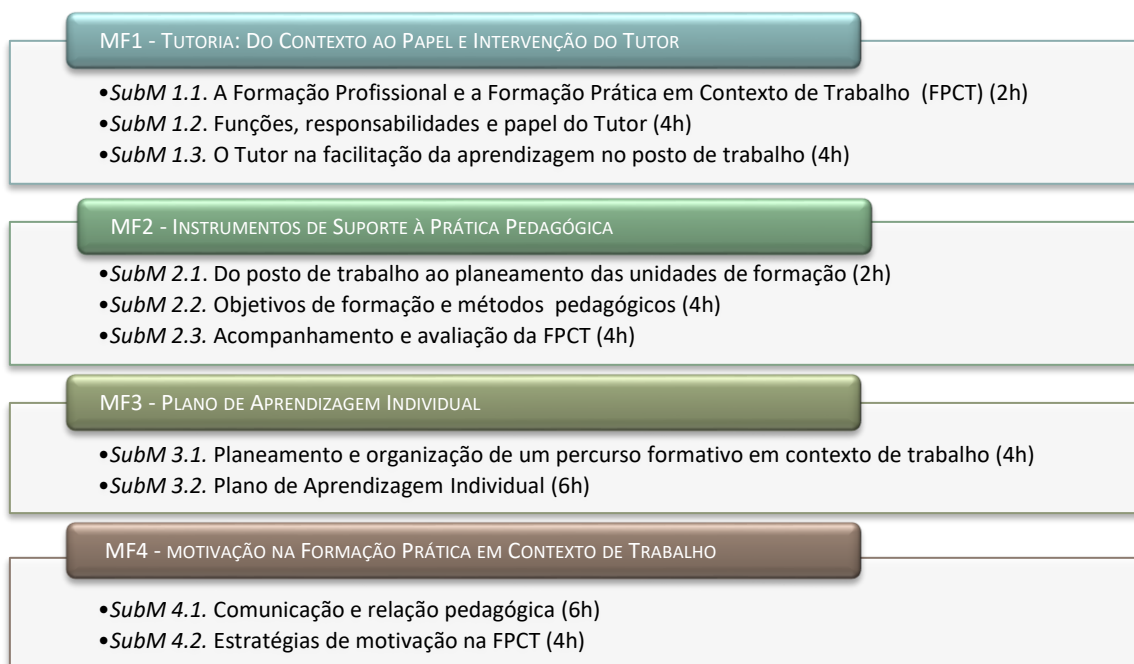 MF1 - TUTORIA: DO CONTEXTO AO PAPEL E INTERVENÇÃO DO TUTOR
•SubM 1.1. A Formação Profissional e a Formação Prática em Contexto de Trabalho (FPCT) (2h)
•SubM 1.2. Funções, responsabilidades e papel do Tutor (4h)
•SubM 1.3. O Tutor na facilitação da aprendizagem no posto de trabalho (4h)
MF2 - INSTRUMENTOS DE SUPORTE À PRÁTICA PEDAGÓGICA
•SubM 2.1. Do posto de trabalho ao planeamento das unidades de formação (2h)
•SubM 2.2. Objetivos de formação e métodos pedagógicos (4h)
•SubM 2.3. Acompanhamento e avaliação da FPCT (4h)
MF3 - PLANO DE APRENDIZAGEM INDIVIDUAL
•SubM 3.1. Planeamento e organização de um percurso formativo em contexto de trabalho (4h)
•SubM 3.2. Plano de Aprendizagem Individual (6h)
MF4 - MOTIVAÇÃO NA FORMAÇÃO PRÁTICA EM CONTEXTO DE TRABALHO
•SubM 4.1. Comunicação e relação pedagógica (6h)
•SubM 4.2. Estratégias de motivação na FPCT (4h)